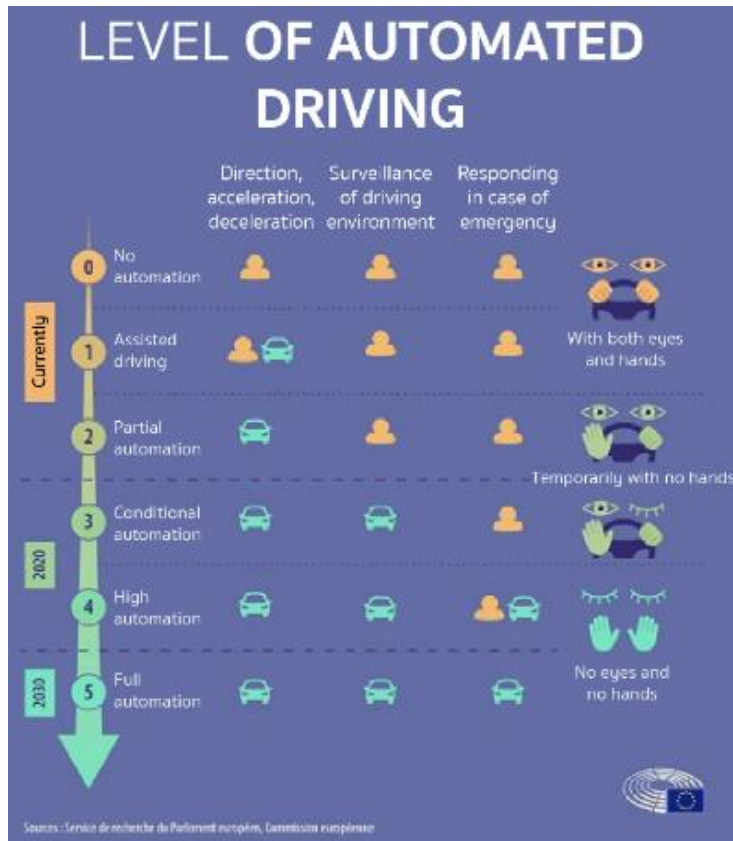 LEVEL OF AUTOMATED
DRIVING
Direction,
acceleration,
deceleration
Surveillance
of driving
environment
Responding
in case of
emergency
Currently
0
No
automation
With both eyes
and hands
1
Assisted
driving
2
Partial
automation
Temporarily with no hands
2020
3
Conditional
automation
4
High
automation
No eyes and
no hands
2030
5
Full
automation
Sources : Service de recherche du Parlement européen, Commission européenne